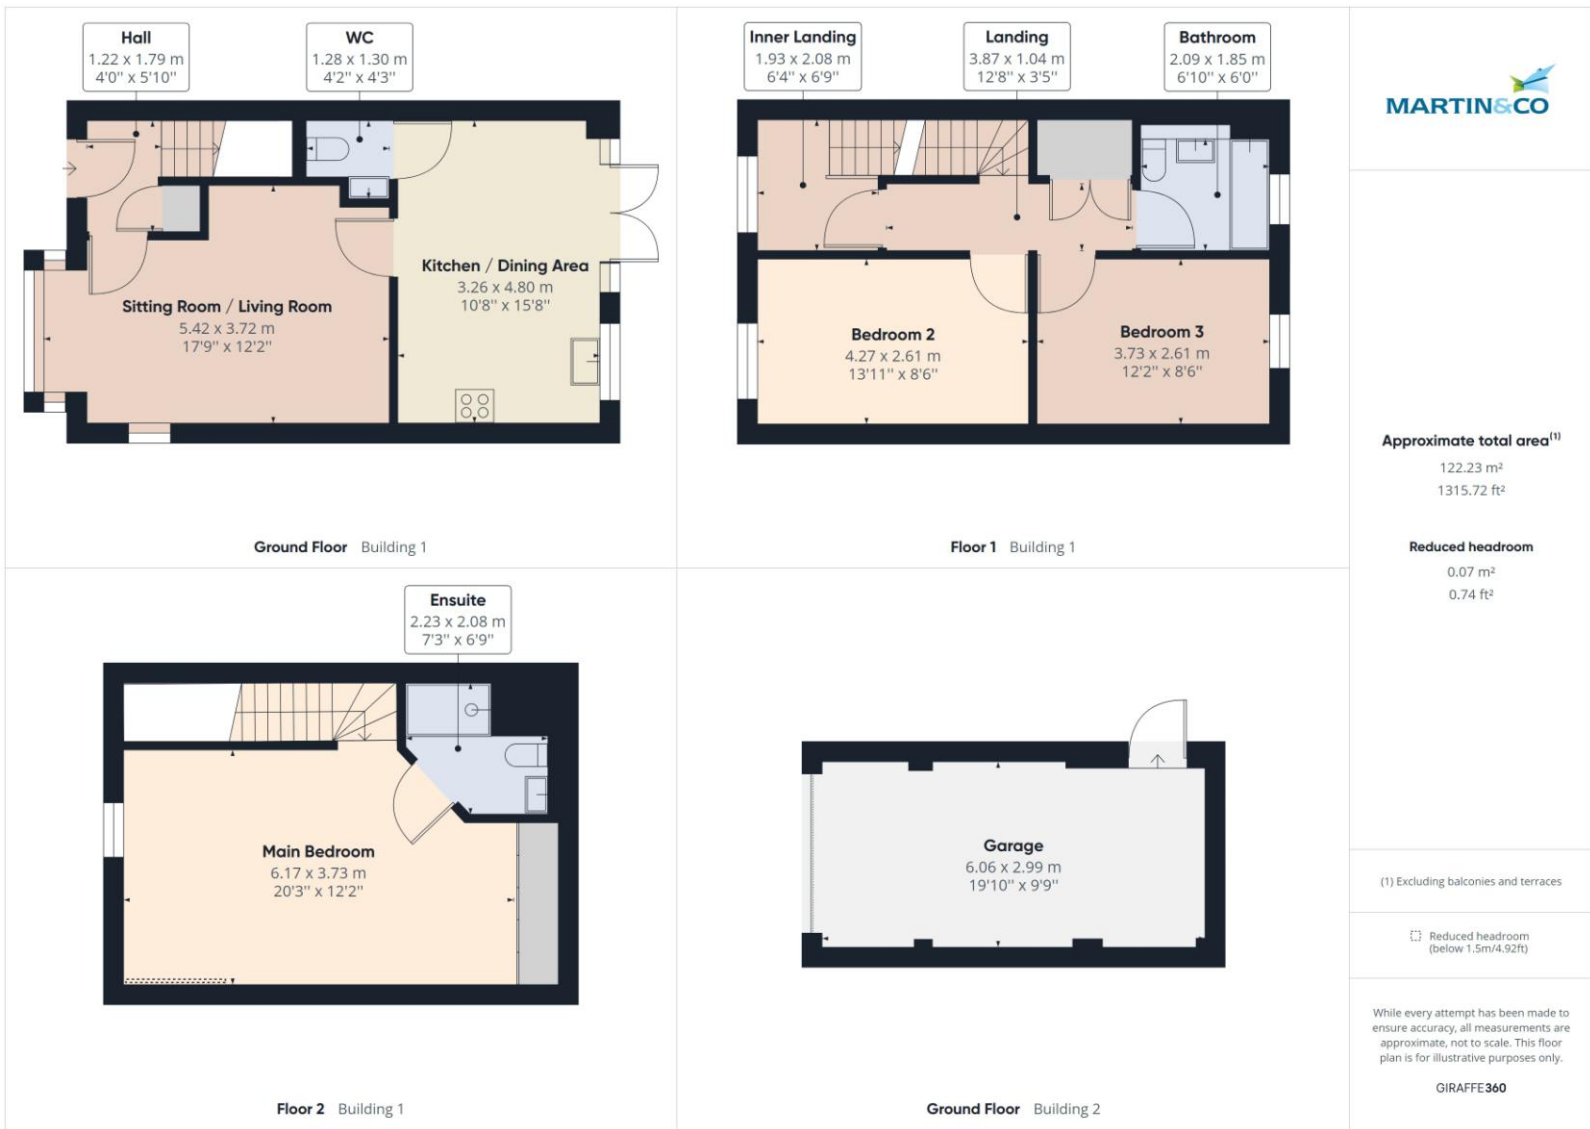 Hall
1.22 x 1.79 m
4'0'' x 5'10''
WC
1.28 x 1.30 m
4'2'' x 4'3''
Sitting Room / Living Room
5.42 x 3.72 m
17'9'' x 12'2''
Kitchen / Dining Area
3.26 x 4.80 m
10'8'' x 15'8''
Ground Floor Building 1
Inner Landing
1.93 x 2.08 m
6'4'' x 6'9''
Landing
3.87 x 1.04 m
12'8'' x 3'5''
Bathroom
2.09 x 1.85 m
6'10'' x 6'0''
Bedroom 2
4.27 x 2.61 m
13'11'' x 8'6''
Bedroom 3
3.73 x 2.61 m
12'2'' x 8'6''
Floor 1 Building 1
Ensuite
2.23 x 2.08 m
7'3'' x 6'9''
Main Bedroom
6.17 x 3.73 m
20'3'' x 12'2''
Floor 2 Building 1
Garage
6.06 x 2.99 m
19'10'' x 9'9''
Ground Floor Building 2
MARTIN&CO
Approximate total area(1)
122.23 m²
1315.72 ft²
Reduced headroom
0.07 m²
0.74 ft²
(1) Excluding balconies and terraces
Reduced headroom
(below 1.5m/4.92ft)
While every attempt has been made to
ensure accuracy, all measurements are
approximate, not to scale. This floor
plan is for illustrative purposes only.
GIRAFFE360